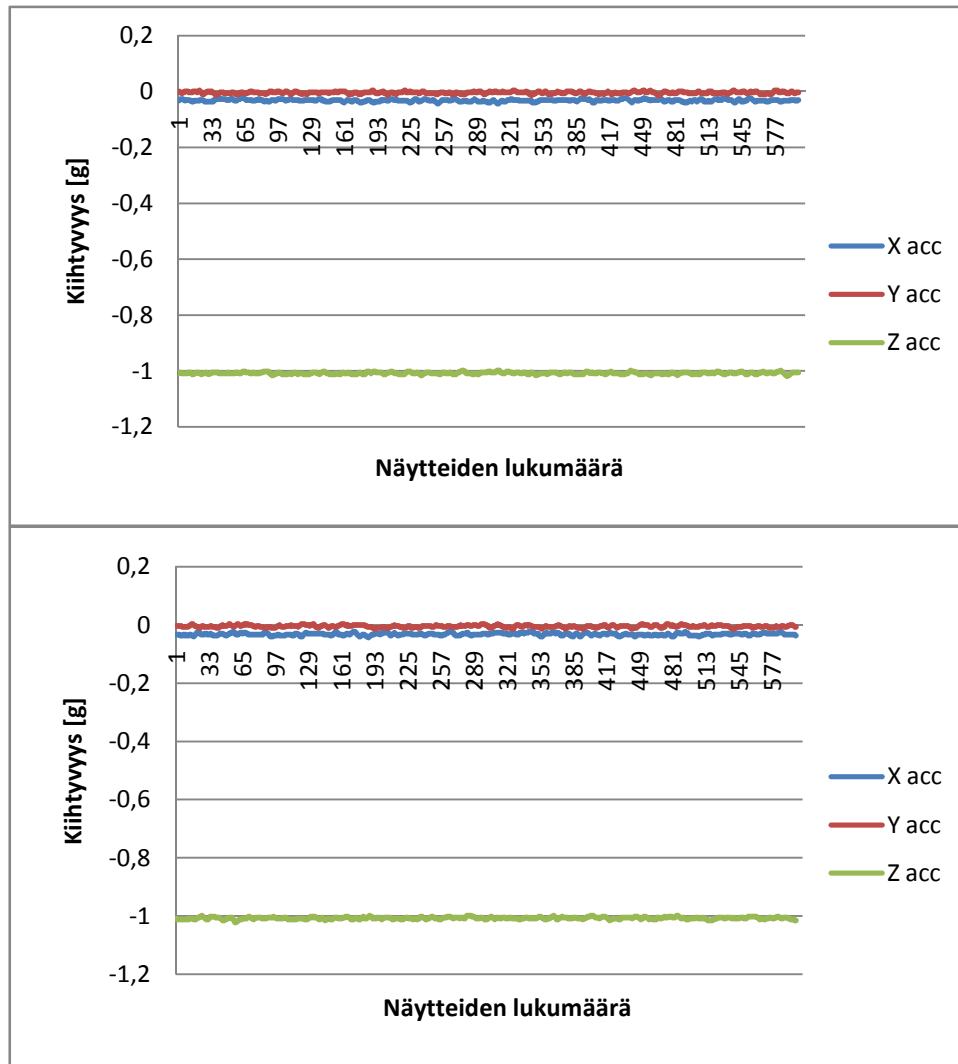 0,2
0
-0,2
-0,4
-0,6
-0,8
-1
-1,2
Kiihtyvyys [g]
1 33 65 97 129 161 193 225 257 289 321 353 385 417 449 481 513 545 577
X acc
Y acc
Z acc
Näytteiden lukumäärä
0,2
0
-0,2
-0,4
-0,6
-0,8
-1
-1,2
Kiihtyvyys [g]
1 33 65 97 129 161 193 225 257 289 321 353 385 417 449 481 513 545 577
X acc
Y acc
Z acc
Näytteiden lukumäärä